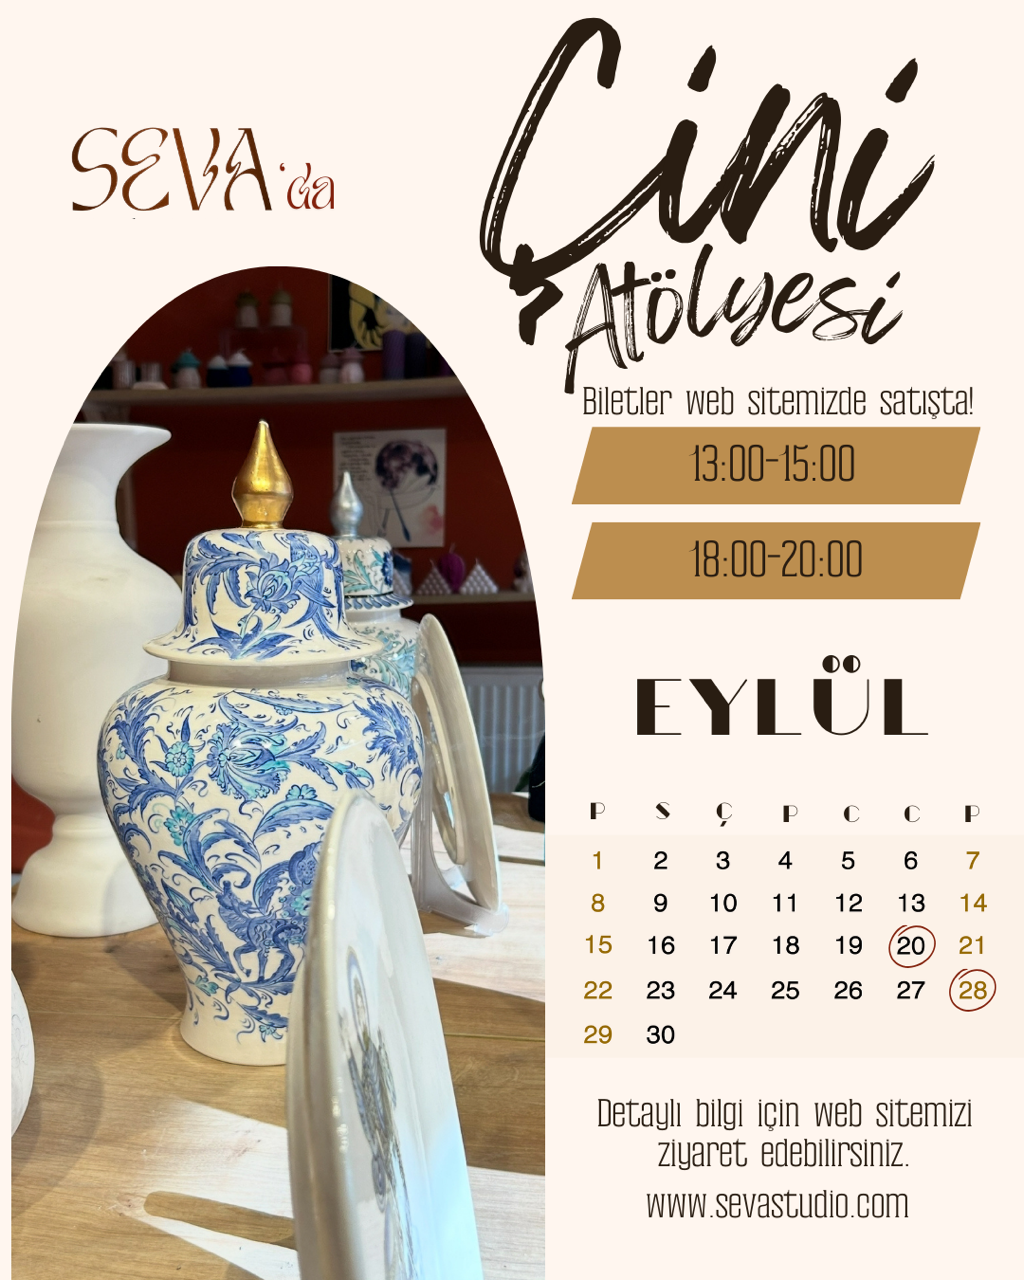 SEVA'da
Çini
Atölyesi
Biletler web sitemizde satışta!
13:00-15:00
18:00-20:00
EYLÜL
P S Ç P C C P
1 2 3 4 5 6 7
8 9 10 11 12 13 14
15 16 17 18 19 20 21
22 23 24 25 26 27 28
29 30
Detaylı bilgi için web sitemizi
ziyaret edebilirsiniz.
www.sevastudio.com